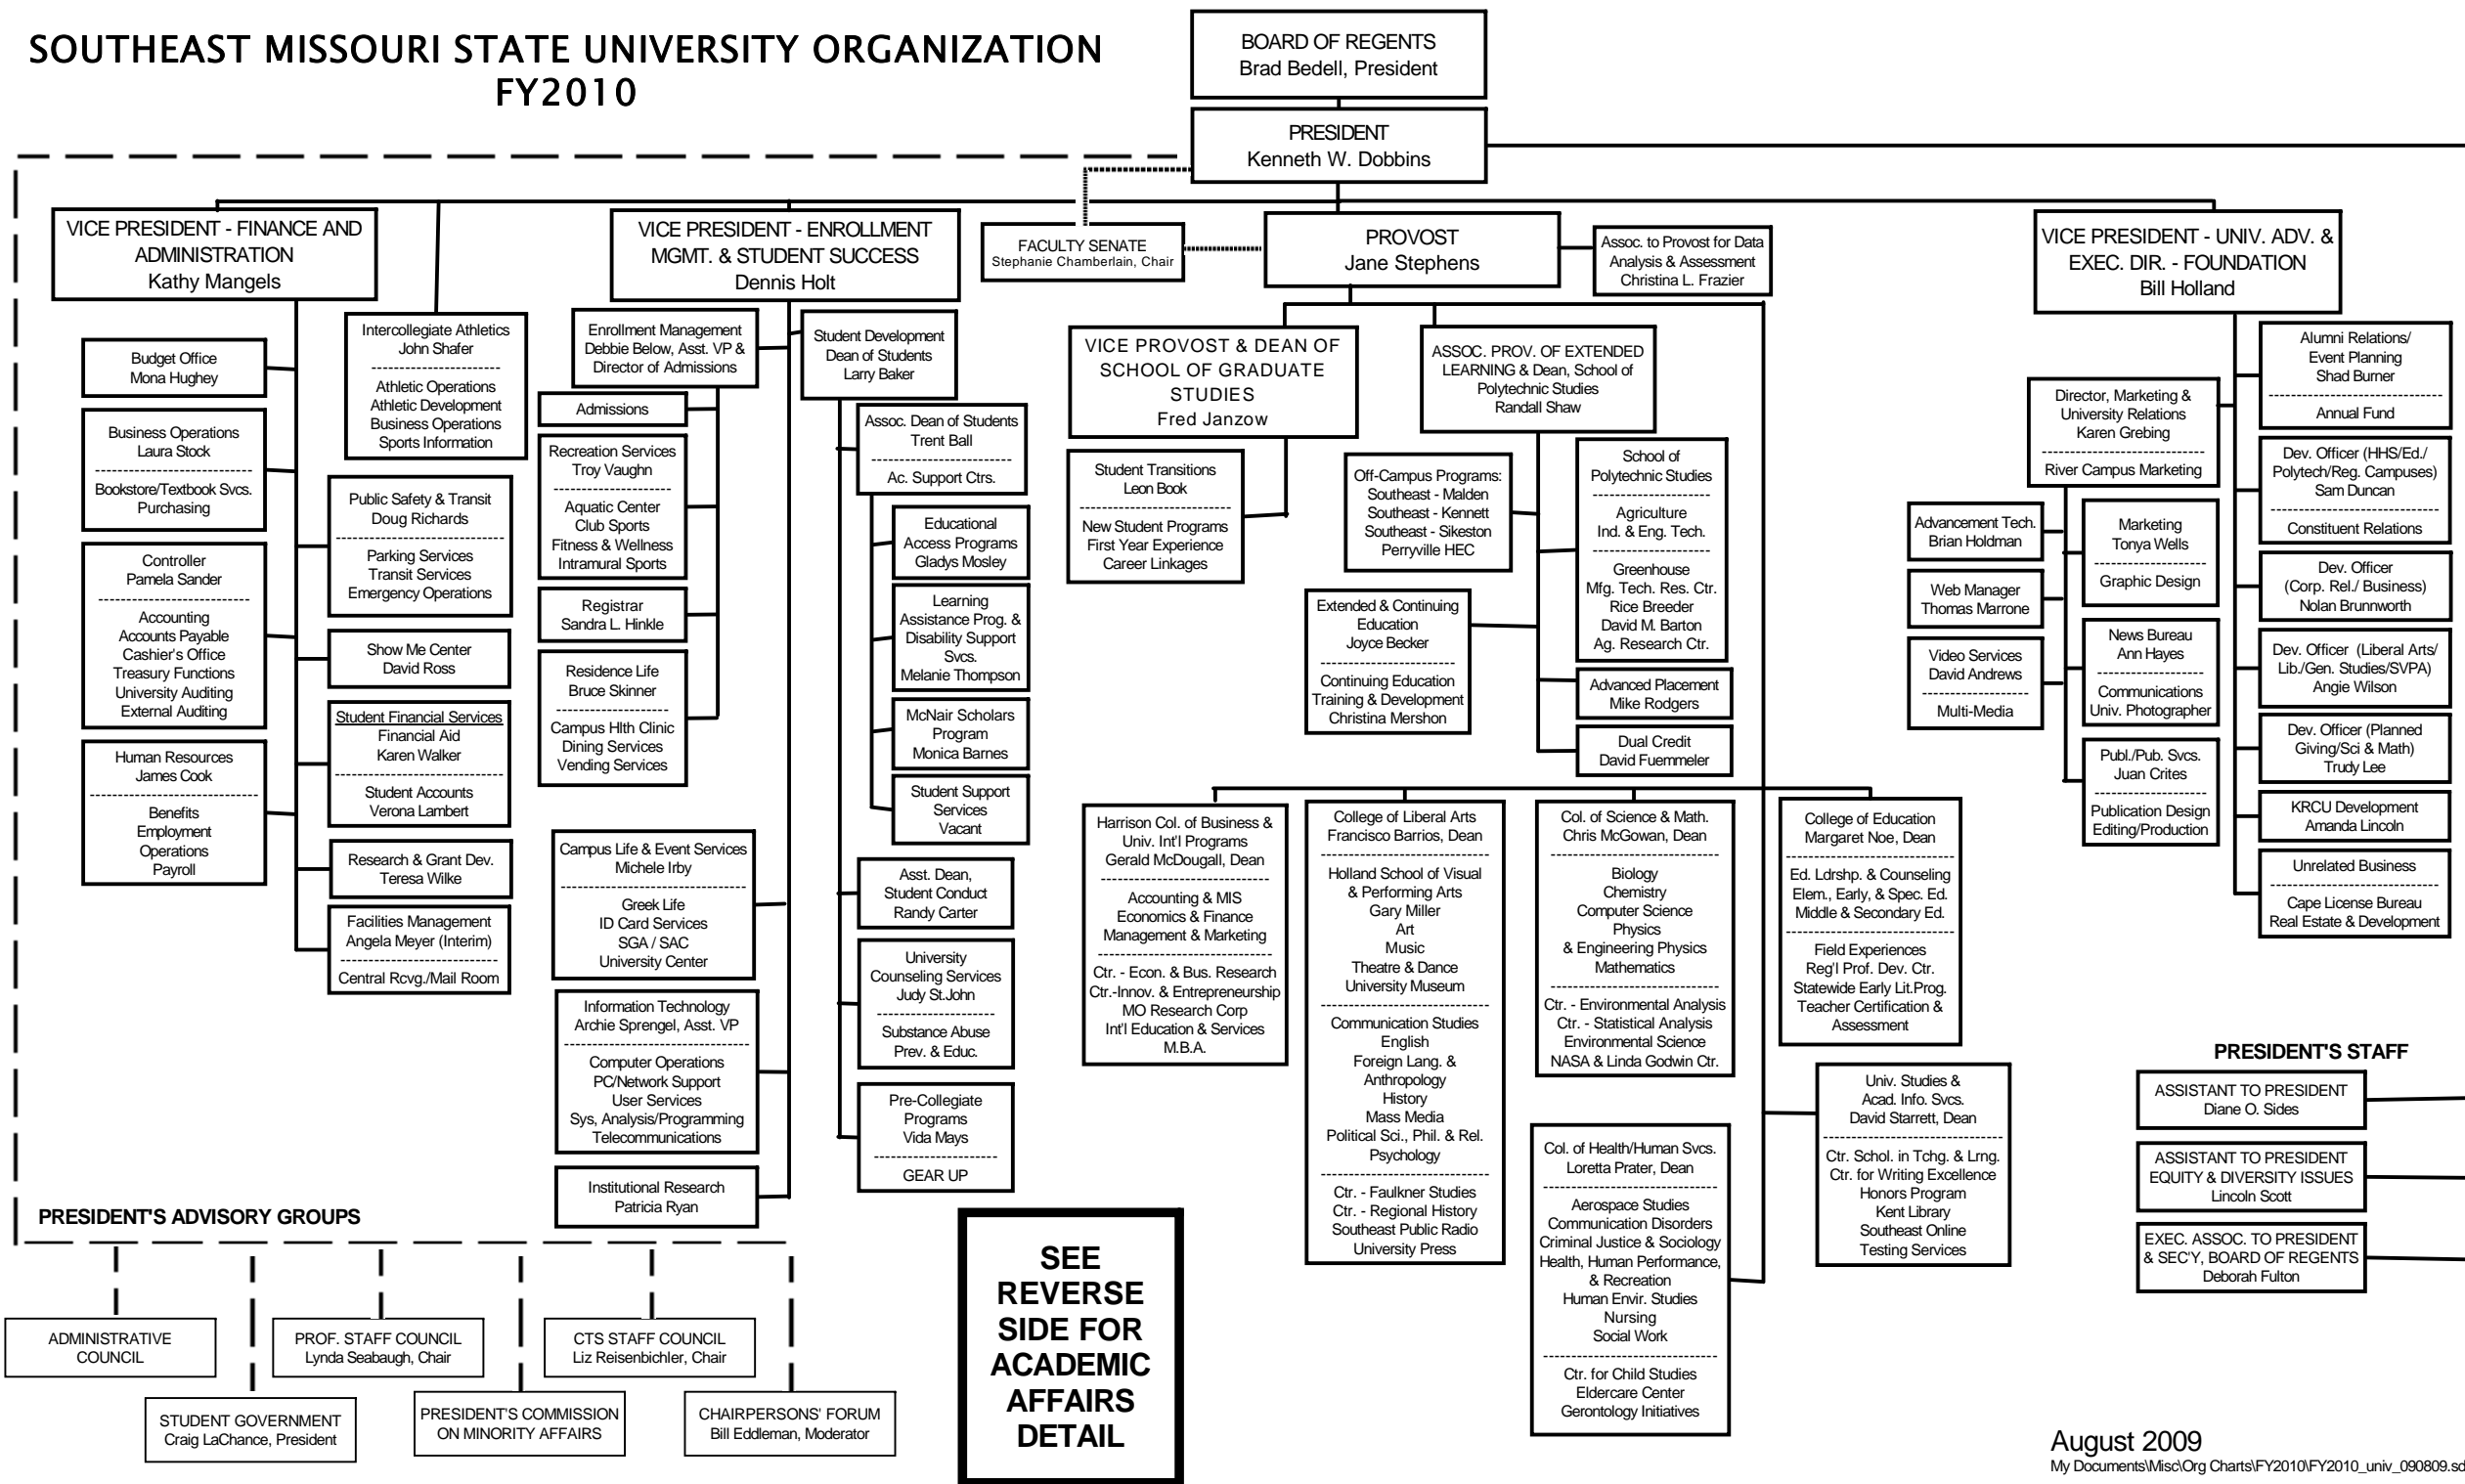 SOUTHEAST MISSOURI STATE UNIVERSITY ORGANIZATION
FY2010
BOARD OF REGENTS
Brad Bedell, President
PRESIDENT
Kenneth W. Dobbins
VICE PRESIDENT - FINANCE AND
ADMINISTRATION
Kathy Mangels
Budget Office
Mona Hughey
Business Operations
Laura Stock
Bookstore/Textbook Svcs.
Purchasing
Controller
Pamela Sander
Accounting
Accounts Payable
Cashier's Office
Treasury Functions
University Auditing
External Auditing
Human Resources
James Cook
Benefits
Employment
Operations
Payroll
Intercollegiate Athletics
John Shafer
Athletic Operations
Athletic Development
Business Operations
Sports Information
Public Safety & Transit
Doug Richards
Parking Services
Transit Services
Emergency Operations
Show Me Center
David Ross
Student Financial Services
Financial Aid
Karen Walker
Student Accounts
Verona Lambert
Research & Grant Dev.
Teresa Wilke
Facilities Management
Angela Meyer (Interim)
Central Rcvg./Mail Room
VICE PRESIDENT - ENROLLMENT
MGMT. & STUDENT SUCCESS
Dennis Holt
Enrollment Management
Debbie Below, Asst. VP &
Director of Admissions
Admissions
Recreation Services
Troy Vaughn
Aquatic Center
Club Sports
Fitness & Wellness
Intramural Sports
Registrar
Sandra L. Hinkle
Residence Life
Bruce Skinner
Campus Hlth Clinic
Dining Services
Vending Services
Campus Life & Event Services
Michele Irby
Greek Life
ID Card Services
SGA / SAC
University Center
Information Technology
Archie Sprengel, Asst. VP
Computer Operations
PC/Network Support
User Services
Sys, Analysis/Programming
Telecommunications
Institutional Research
Patricia Ryan
Student Development
Dean of Students
Larry Baker
Assoc. Dean of Students
Trent Ball
Ac. Support Ctrs.
Educational
Access Programs
Gladys Mosley
Learning
Assistance Prog. &
Disability Support
Svcs.
Melanie Thompson
McNair Scholars
Program
Monica Barnes
Student Support
Services
Vacant
Asst. Dean,
Student Conduct
Randy Carter
University
Counseling Services
Judy St.John
Substance Abuse
Prev. & Educ.
Pre-Collegiate
Programs
Vida Mays
GEAR UP
FACULTY SENATE
Stephanie Chamberlain, Chair
PROVOST
Jane Stephens
Assoc. to Provost for Data
Analysis & Assessment
Christina L. Frazier
VICE PROVOST & DEAN OF
SCHOOL OF GRADUATE
STUDIES
Fred Janzow
Student Transitions
Leon Book
New Student Programs
First Year Experience
Career Linkages
ASSOC. PROV. OF EXTENDED
LEARNING & Dean, School of
Polytechnic Studies
Randall Shaw
Off-Campus Programs:
Southeast - Malden
Southeast - Kennett
Southeast - Sikeston
Perryville HEC
Extended & Continuing
Education
Joyce Becker
Continuing Education
Training & Development
Christina Mershon
School of
Polytechnic Studies
Agriculture
Ind. & Eng. Tech.
Greenhouse
Mfg. Tech. Res. Ctr.
Rice Breeder
David M. Barton
Ag. Research Ctr.
Advanced Placement
Mike Rodgers
Dual Credit
David Fuemmeler
Harrison Col. of Business &
Univ. Int'l Programs
Gerald McDougall, Dean
Accounting & MIS
Economics & Finance
Management & Marketing
Ctr. - Econ. & Bus. Research
Ctr.-Innov. & Entrepreneurship
MO Research Corp
Int'l Education & Services
M.B.A.
College of Liberal Arts
Francisco Barrios, Dean
Holland School of Visual
& Performing Arts
Gary Miller
Art
Music
Theatre & Dance
University Museum
Communication Studies
English
Foreign Lang. &
Anthropology
History
Mass Media
Political Sci., Phil. & Rel.
Psychology
Ctr. - Faulkner Studies
Ctr. - Regional History
Southeast Public Radio
University Press
Col. of Science & Math.
Chris McGowan, Dean
Biology
Chemistry
Computer Science
Physics
& Engineering Physics
Mathematics
Ctr. - Environmental Analysis
Ctr. - Statistical Analysis
Environmental Science
NASA & Linda Godwin Ctr.
Col. of Health/Human Svcs.
Loretta Prater, Dean
Aerospace Studies
Communication Disorders
Criminal Justice & Sociology
Health, Human Performance,
& Recreation
Human Envir. Studies
Nursing
Social Work
Ctr. for Child Studies
Eldercare Center
Gerontology Initiatives
College of Education
Margaret Noe, Dean
Ed. Ldrshp. & Counseling
Elem., Early, & Spec. Ed.
Middle & Secondary Ed.
Field Experiences
Reg'l Prof. Dev. Ctr.
Statewide Early Lit.Prog.
Teacher Certification &
Assessment
Univ. Studies &
Acad. Info. Svcs.
David Starrett, Dean
Ctr. Schol. in Tchg. & Lrng.
Ctr. for Writing Excellence
Honors Program
Kent Library
Southeast Online
Testing Services
VICE PRESIDENT - UNIV. ADV. &
EXEC. DIR. - FOUNDATION
Bill Holland
Director, Marketing &
University Relations
Karen Grebing
River Campus Marketing
Advancement Tech.
Brian Holdman
Web Manager
Thomas Marrone
Video Services
David Andrews
Multi-Media
Marketing
Tonya Wells
Graphic Design
News Bureau
Ann Hayes
Communications
Univ. Photographer
Publ./Pub. Svcs.
Juan Crites
Publication Design
Editing/Production
Alumni Relations/
Event Planning
Shad Burner
Annual Fund
Dev. Officer (HHS/Ed./
Polytech/Reg. Campuses)
Sam Duncan
Constituent Relations
Dev. Officer
(Corp. Rel./ Business)
Nolan Brunnworth
Dev. Officer (Liberal Arts/
Lib./Gen. Studies/SVPA)
Angie Wilson
Dev. Officer (Planned
Giving/Sci & Math)
Trudy Lee
KRCU Development
Amanda Lincoln
Unrelated Business
Cape License Bureau
Real Estate & Development
PRESIDENT'S STAFF
ASSISTANT TO PRESIDENT
Diane O. Sides
ASSISTANT TO PRESIDENT
EQUITY & DIVERSITY ISSUES
Lincoln Scott
EXEC. ASSOC. TO PRESIDENT
& SEC'Y, BOARD OF REGENTS
Deborah Fulton
PRESIDENT'S ADVISORY GROUPS
ADMINISTRATIVE
COUNCIL
STUDENT GOVERNMENT
Craig LaChance, President
PROF. STAFF COUNCIL
Lynda Seabaugh, Chair
PRESIDENT'S COMMISSION
ON MINORITY AFFAIRS
CTS STAFF COUNCIL
Liz Reisenbichler, Chair
CHAIRPERSONS' FORUM
Bill Eddleman, Moderator
SEE
REVERSE
SIDE FOR
ACADEMIC
AFFAIRS
DETAIL
August 2009
My Documents\Misc\Org Charts\FY2010\FY2010_univ_090809.sd